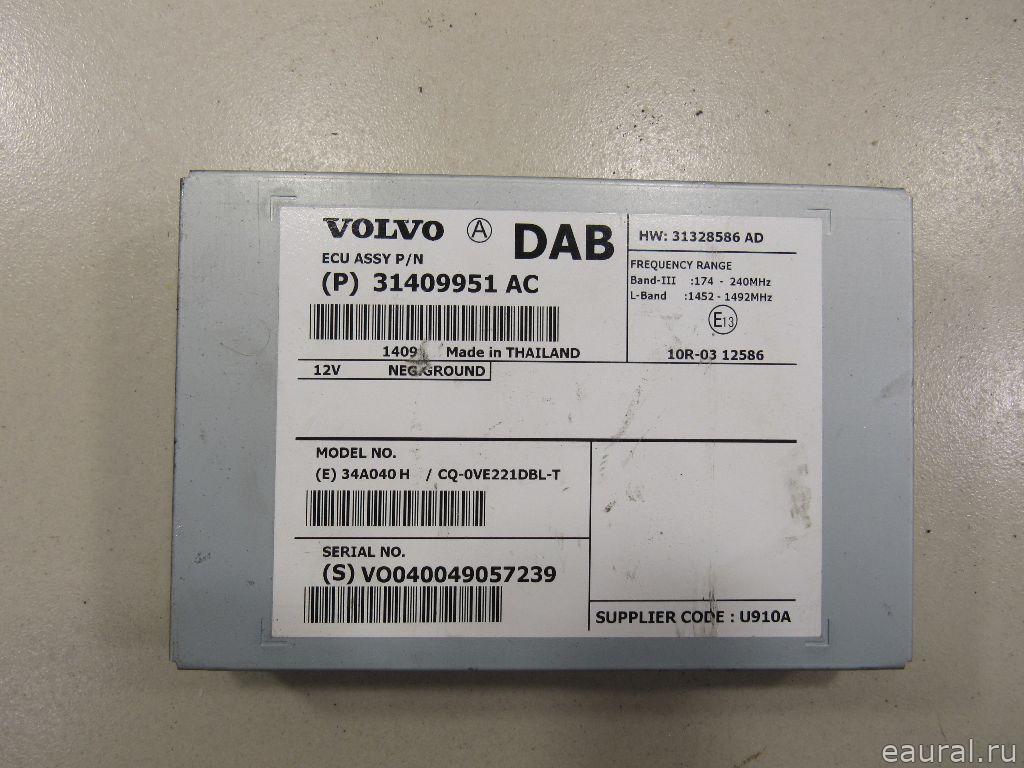 VOLVO A DAB
ECU ASSY P/N
(P) 31409951 AC
1409 Made in THAILAND
HW: 31328586 AD
FREQUENCY RANGE
Band-III :174 - 240MHz
L-Band :1452 - 1492MHz
E13
10R-03 12586
12V NEG.GROUND
MODEL NO.
(E) 34A040 H / CQ-0VE221DBL-T
SERIAL NO.
(S) VO040049057239
SUPPLIER CODE : U910A
eaural.ru